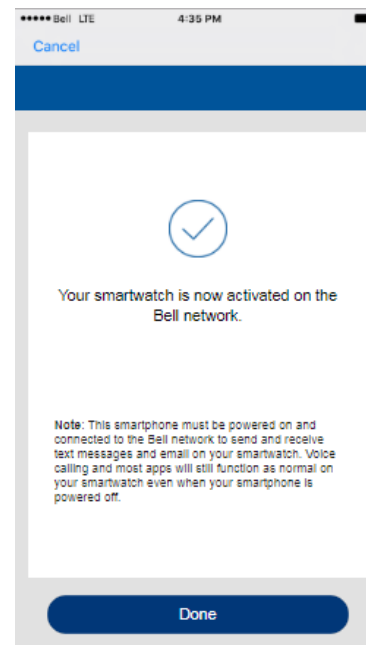 Bell LTE 4:35 PM
Cancel
Your smartwatch is now activated on the
Bell network.
Note: This smartphone must be powered on and
connected to the Bell network to send and receive
text messages and email on your smartwatch. Voice
calling and most apps will still function as normal on
your smartwatch even when your smartphone is
powered off.
Done